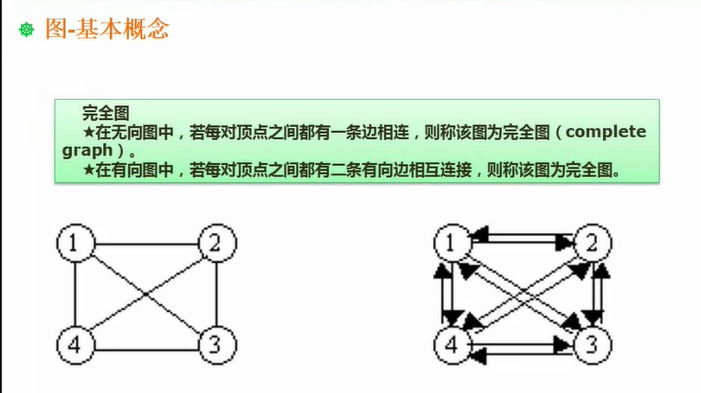 图-基本概念
完全图
★在无向图中，若每对顶点之间都有一条边相连，则称该图为完全图（complete
graph）。
★在有向图中，若每对顶点之间都有二条有向边相互连接，则称该图为完全图。
1 2 1 2
4 3 4 3